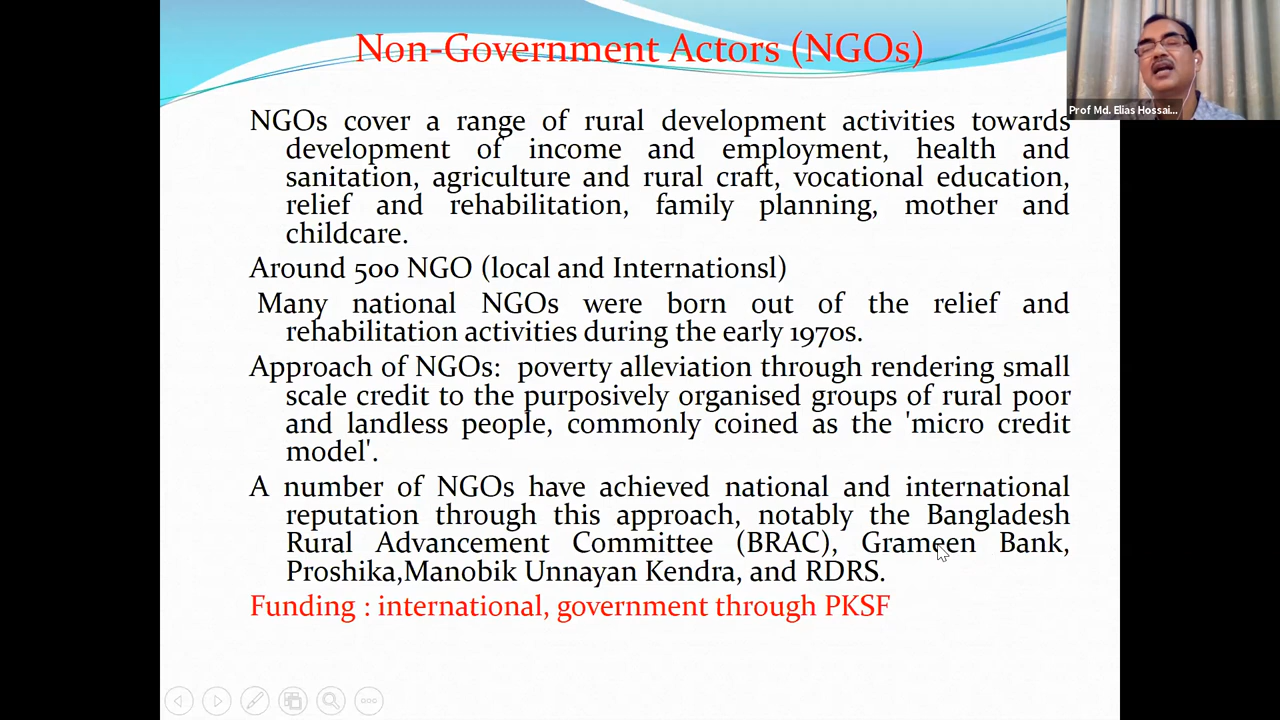 Non-Government Actors (NGOs)
Prof Md. Elias Hossai...
NGOs cover a range of rural development activities towards
development of income and employment, health and
sanitation, agriculture and rural craft, vocational education,
relief and rehabilitation, family planning, mother and
childcare.
Around 500 NGO (local and Internationsl)
Many national NGOs were born out of the relief and
rehabilitation activities during the early 1970s.
Approach of NGOs: poverty alleviation through rendering small
scale credit to the purposively organised groups of rural poor
and landless people, commonly coined as the 'micro credit
model'.
A number of NGOs have achieved national and international
reputation through this approach, notably the Bangladesh
Rural Advancement Committee (BRAC), Grameen Bank,
Proshika,Manobik Unnayan Kendra, and RDRS.
Funding : international, government through PKSF